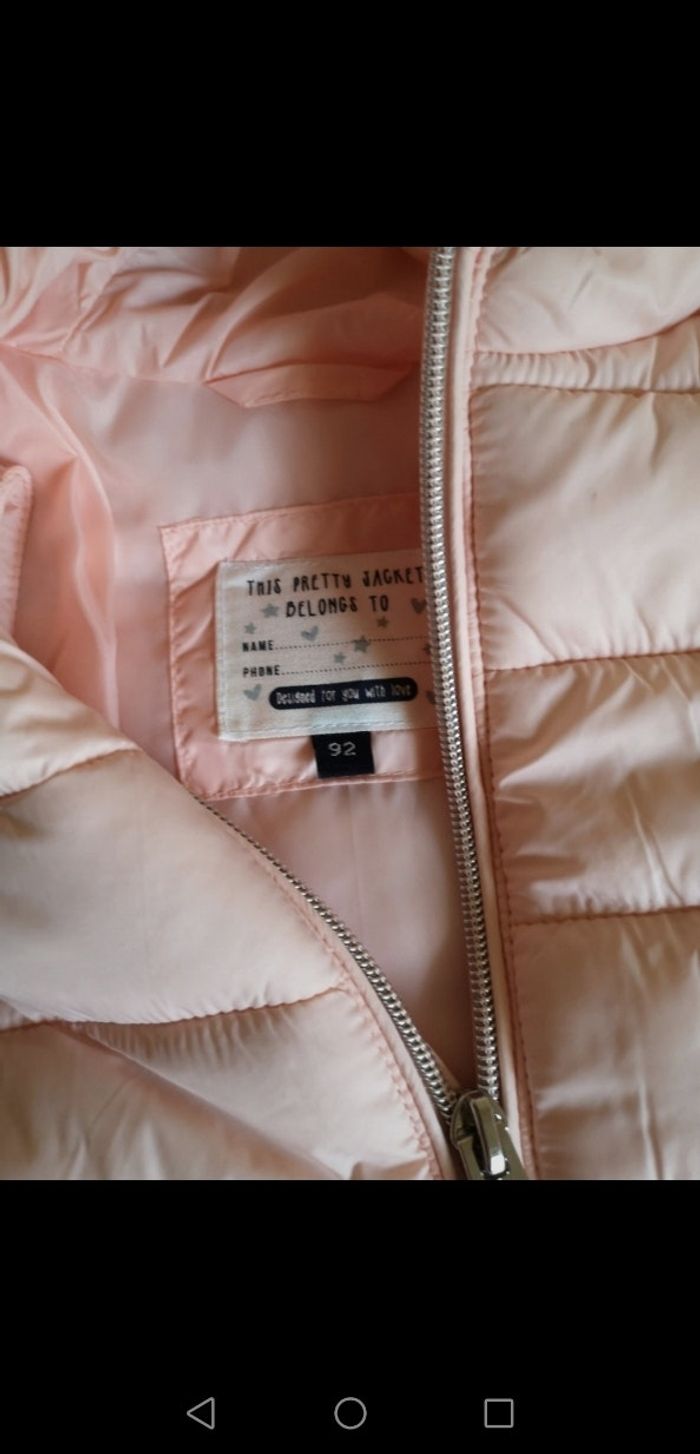 THIS PRETTY JACKET
BELONGS TO
NAME..............................
PHONE..............................
Designed for you with love
92